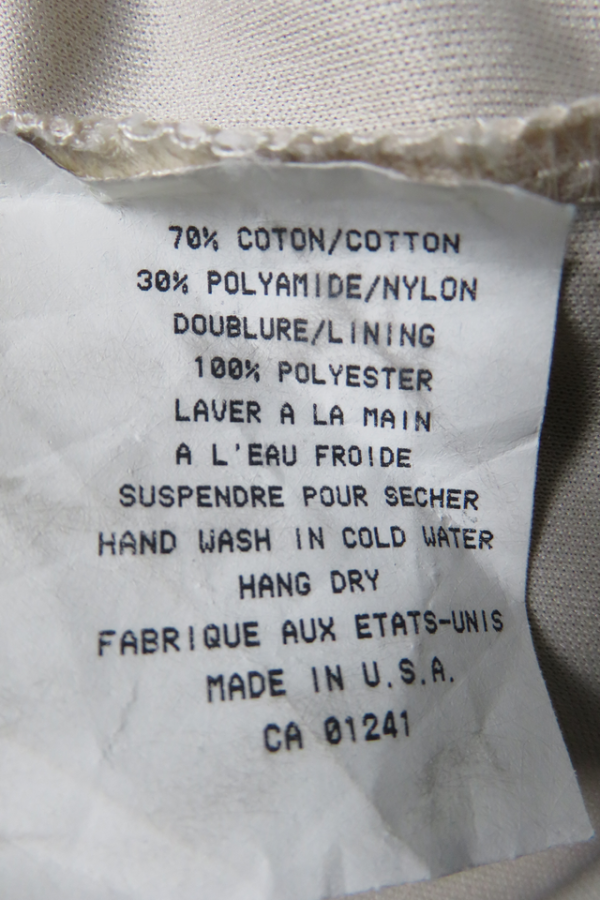 70% COTON/COTTON
30% POLYAMIDE/NYLON
DOUBLURE/LINING
100% POLYESTER
LAVER A LA MAIN
A L'EAU FROIDE
SUSPENDRE POUR SECHER
HAND WASH IN COLD WATER
HANG DRY
FABRIQUE AUX ETATS-UNIS
MADE IN U.S.A.
CA 01241